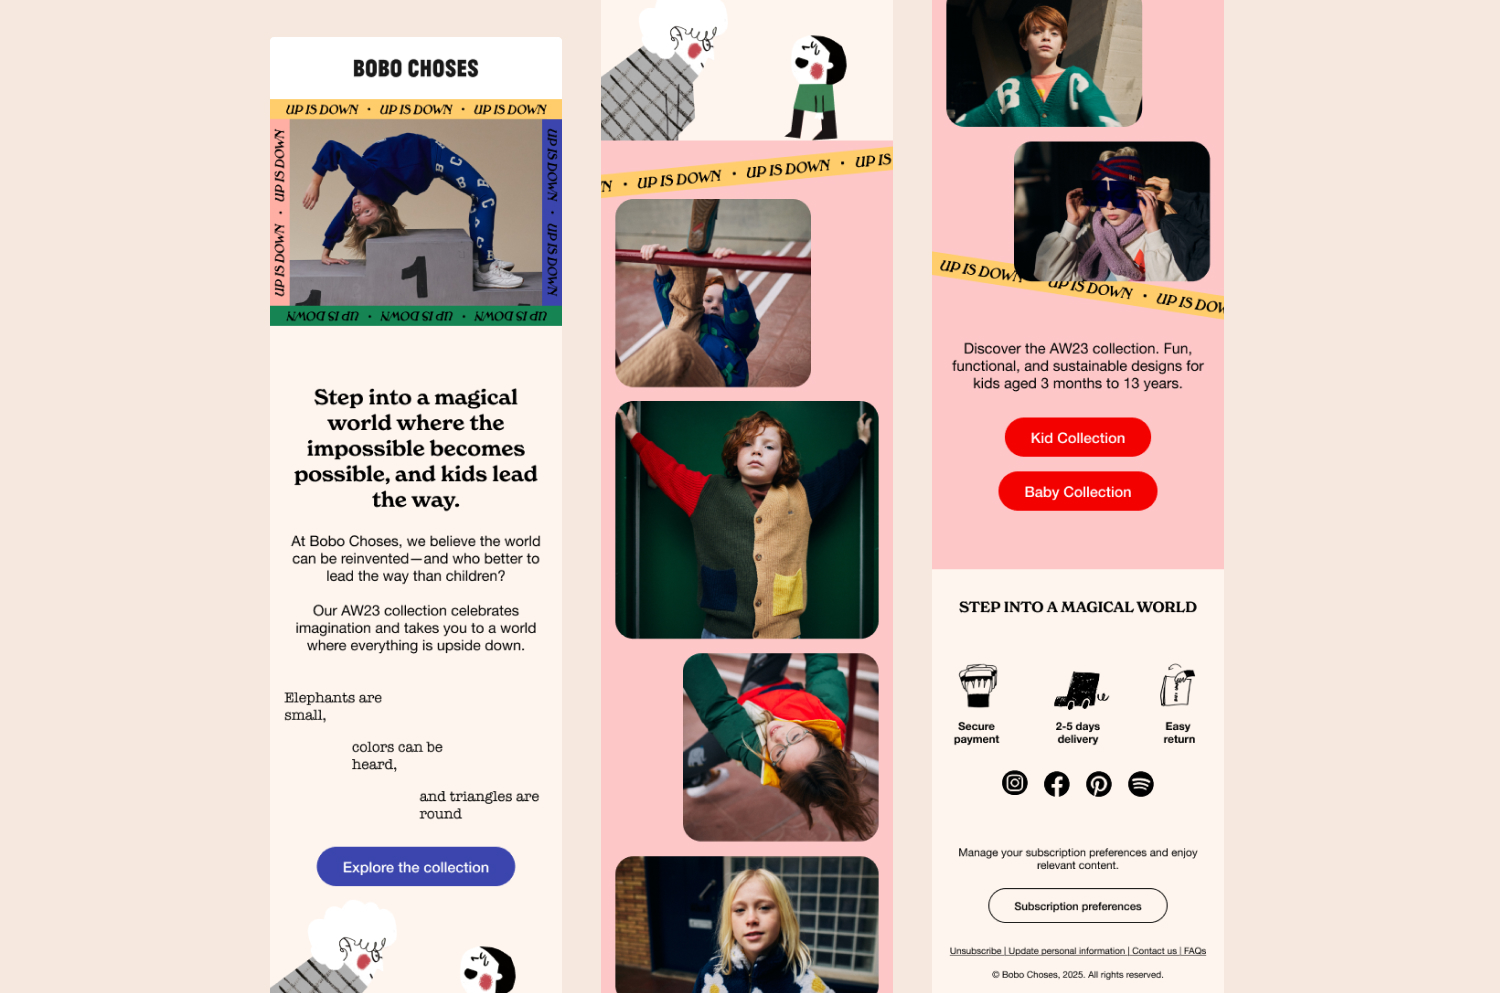 BOBO CHOSES
UP IS DOWN • UP IS DOWN • UP IS DOWN
UP IS DOWN • UP IS DOWN
UP IS DOWN • UP IS DOWN
B C
B
C
C
C
1
1
UP IS DOWN • UP IS DOWN • UP IS DOWN
Step into a magical
world where the
impossible becomes
possible, and kids lead
the way.
At Bobo Choses, we believe the world
can be reinvented—and who better to
lead the way than children?
Our AW23 collection celebrates
imagination and takes you to a world
where everything is upside down.
Elephants are
small,
colors can be
heard,
and triangles are
round
Explore the collection
N • UP IS DOWN • UP IS DOWN • UP IS
B C
UP IS DOWN UP IS DOWN • UP IS DOW
Discover the AW23 collection. Fun,
functional, and sustainable designs for
kids aged 3 months to 13 years.
Kid Collection
Baby Collection
STEP INTO A MAGICAL WORLD
Secure
payment
2-5 days
delivery
Easy
return
Manage your subscription preferences and enjoy
relevant content.
Subscription preferences
Unsubscribe | Update personal information | Contact us | FAQs
© Bobo Choses, 2025. All rights reserved.